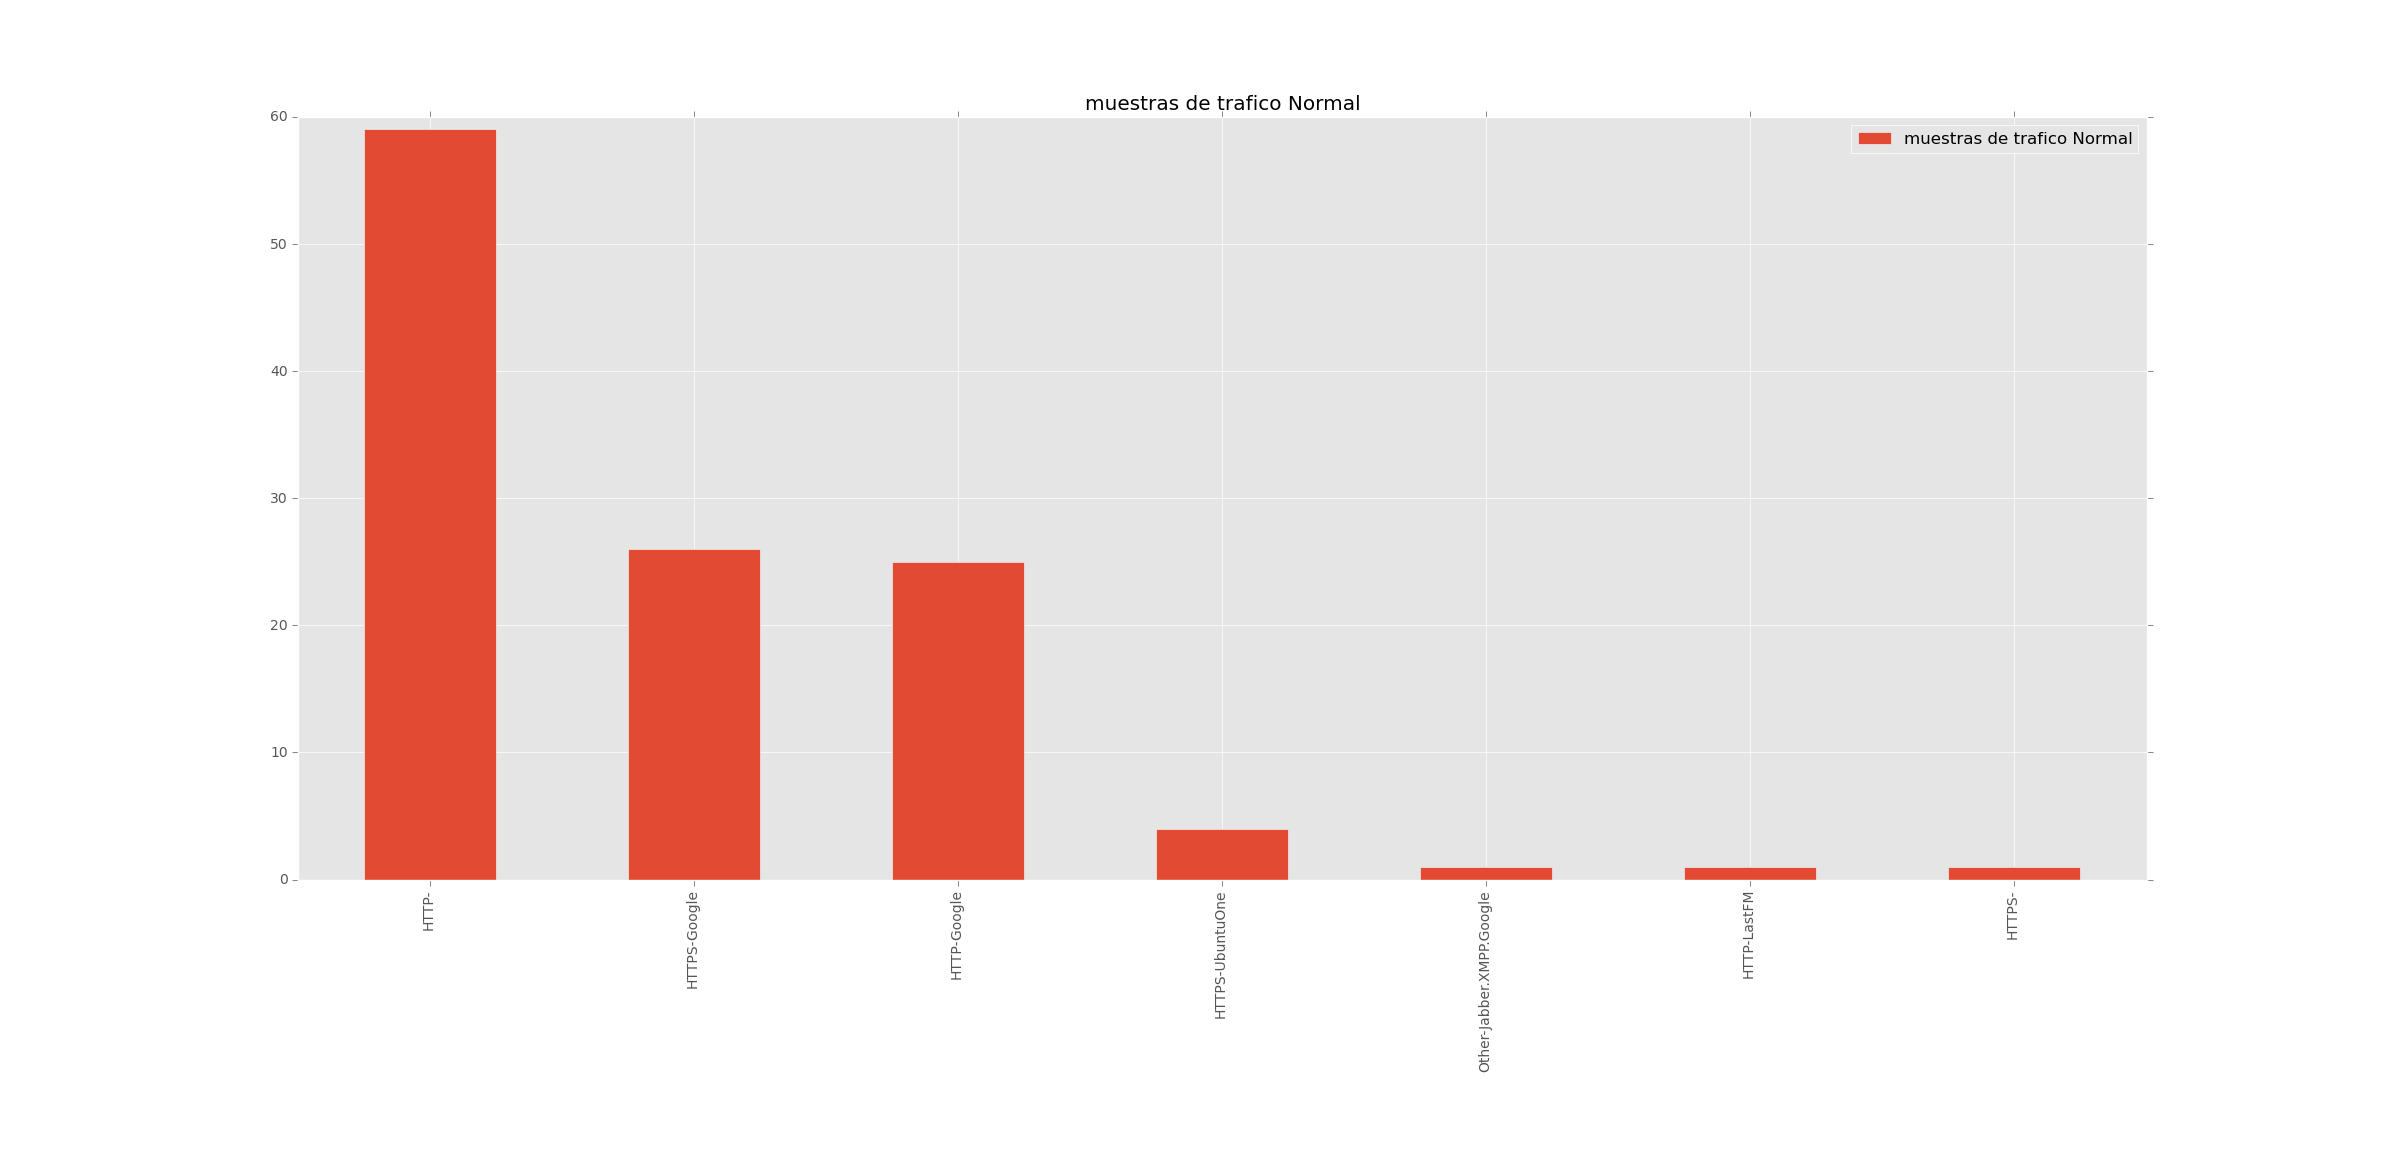 muestras de trafico Normal
muestras de trafico Normal
60
50
40
30
20
10
0
HTTP-
HTTPS-Google
HTTP-Google
HTTPS-UbuntuOne
Other-Jabber.XMPP.Google
HTTP-LastFM
HTTPS-